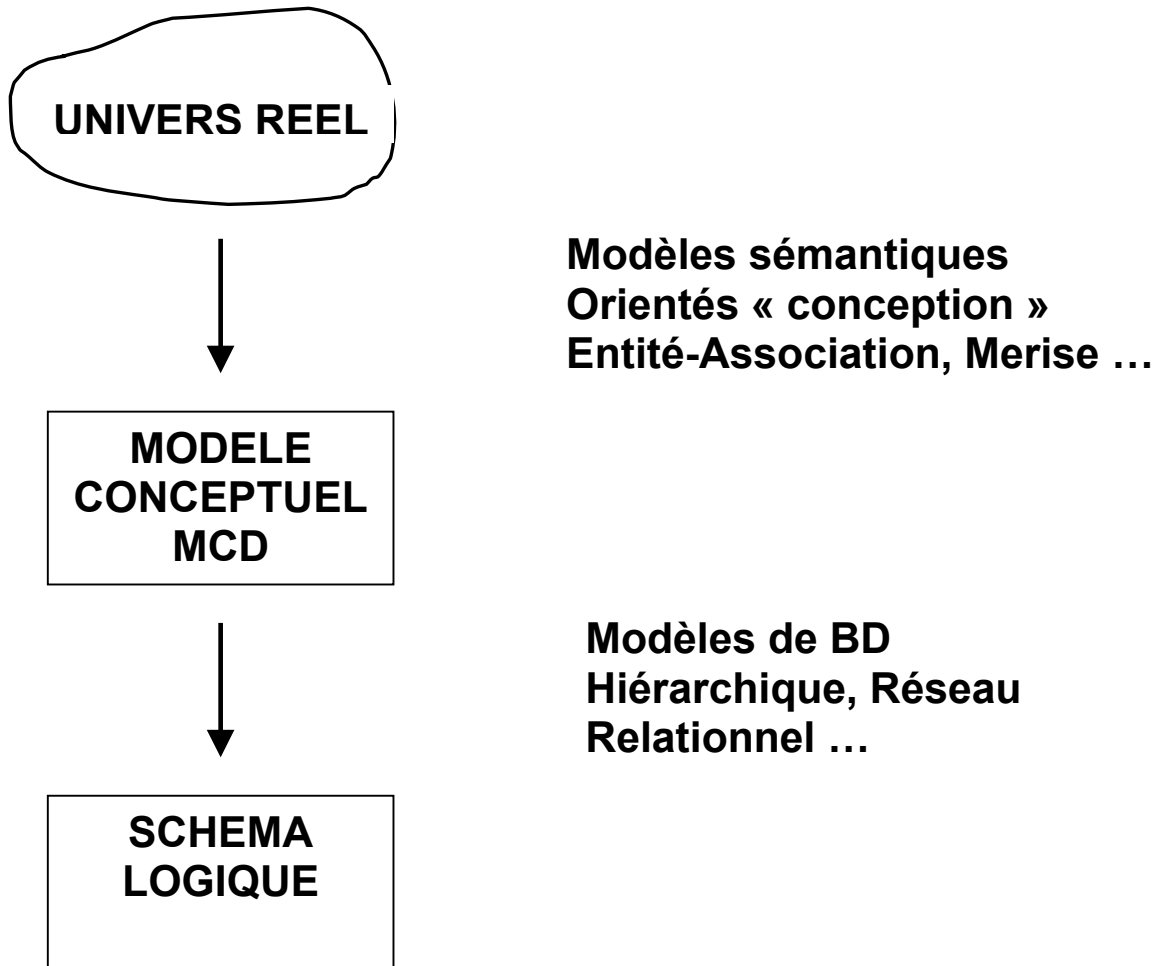 UNIVERS REEL
Modèles sémantiques
Orientés « conception »
Entité-Association, Merise …
MODELE
CONCEPTUEL
MCD
Modèles de BD
Hiérarchique, Réseau
Relationnel …
SCHEMA
LOGIQUE